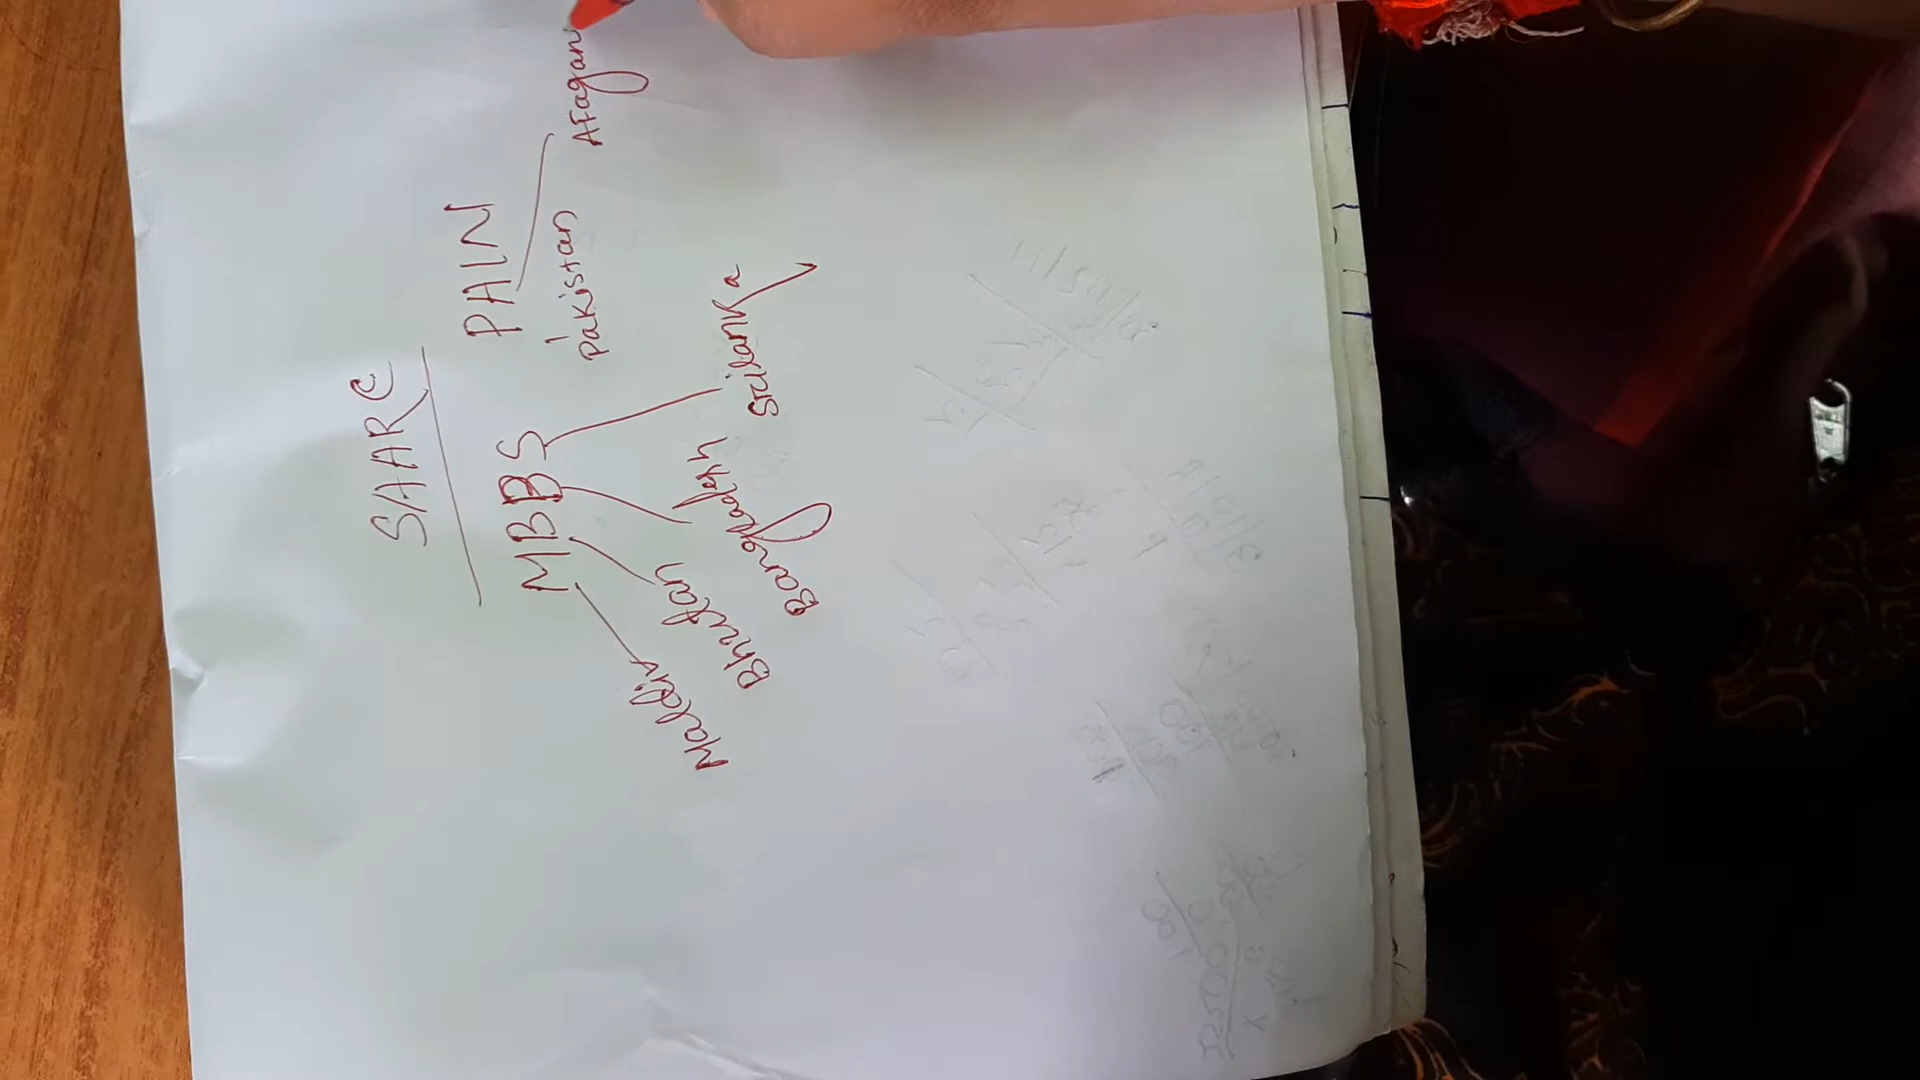 SAARC
MBBS PAIN
Maldiv Bhutan Bangladesh Srilanka
Pakistan Afagan